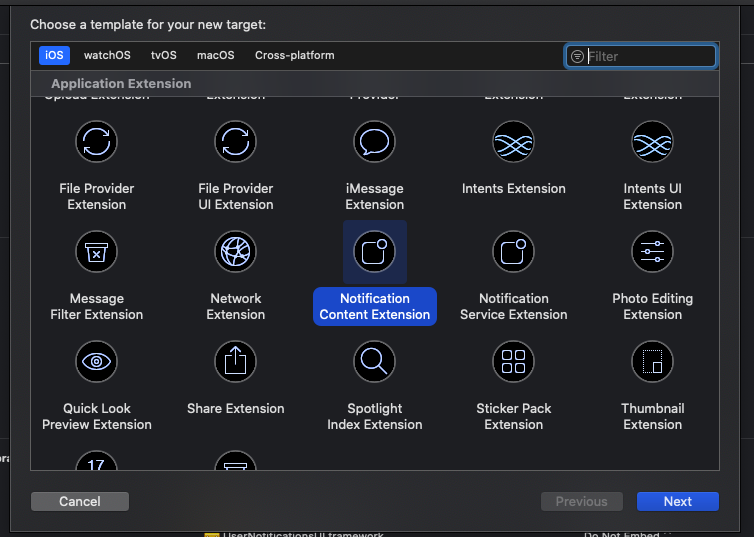 Choose a template for your new target:
iOS watchOS tvOS macOS Cross-platform Filter
Application Extension
Upload Extension Extension Provider Extension Extension
File Provider Extension
File Provider UI Extension
iMessage Extension
Intents Extension
Intents UI Extension
Message Filter Extension
Network Extension
Notification Content Extension
Notification Service Extension
Photo Editing Extension
Quick Look Preview Extension
Share Extension
Spotlight Index Extension
Sticker Pack Extension
Thumbnail Extension
17
Cancel Previous Next
UserNotificationsUI.framework Do Not Embed